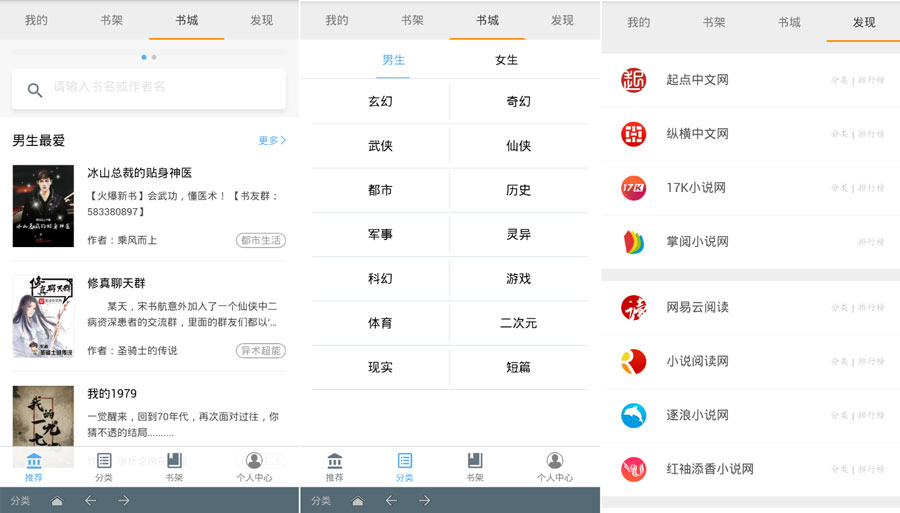 我的 书架 书城 发现
请输入书名或作者名
男生最爱 更多
冰山总裁的贴身神医
【火爆新书】会武功，懂医术！【书友群：
583380897】
作者：乘风而上 都市生活
修真聊天群
某天，宋书航意外加入了一个仙侠中二
病资深患者的交流群，里面的群友们都以'...
作者：圣骑士的传说 异术超能
我的1979
一觉醒来，回到70年代，再次面对过往，你
猜不透的结局.........
推荐 分类 书架 个人中心
分类
我的 书架 书城 发现
男生 女生
玄幻 奇幻
武侠 仙侠
都市 历史
军事 灵异
科幻 游戏
体育 二次元
现实 短篇
推荐 分类 书架 个人中心
分类
我的 书架 书城 发现
起点中文网 分类 | 排行榜
纵横中文网 分类 | 排行榜
17K小说网 分类 | 排行榜
掌阅小说网 排行榜
网易云阅读 分类 | 排行榜
小说阅读网 分类 | 排行榜
逐浪小说网 分类 | 排行榜
红袖添香小说网 分类 | 排行榜